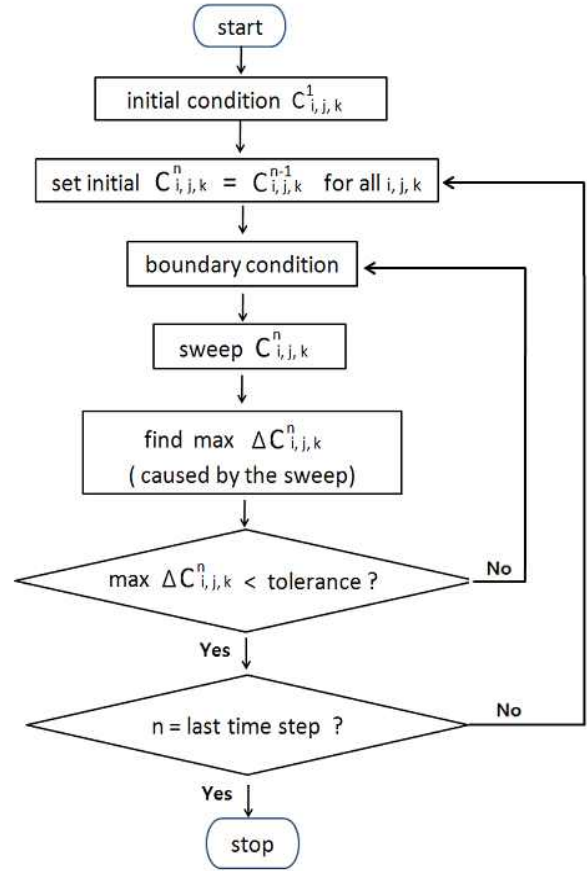 start
initial condition C¹i,j,k
set initial Cⁿi,j,k = Cⁿ⁻¹i,j,k for all i,j,k
boundary condition
sweep Cⁿi,j,k
find max ΔCⁿi,j,k
( caused by the sweep)
max ΔCⁿi,j,k < tolerance ?
No
Yes
n = last time step ?
No
Yes
stop